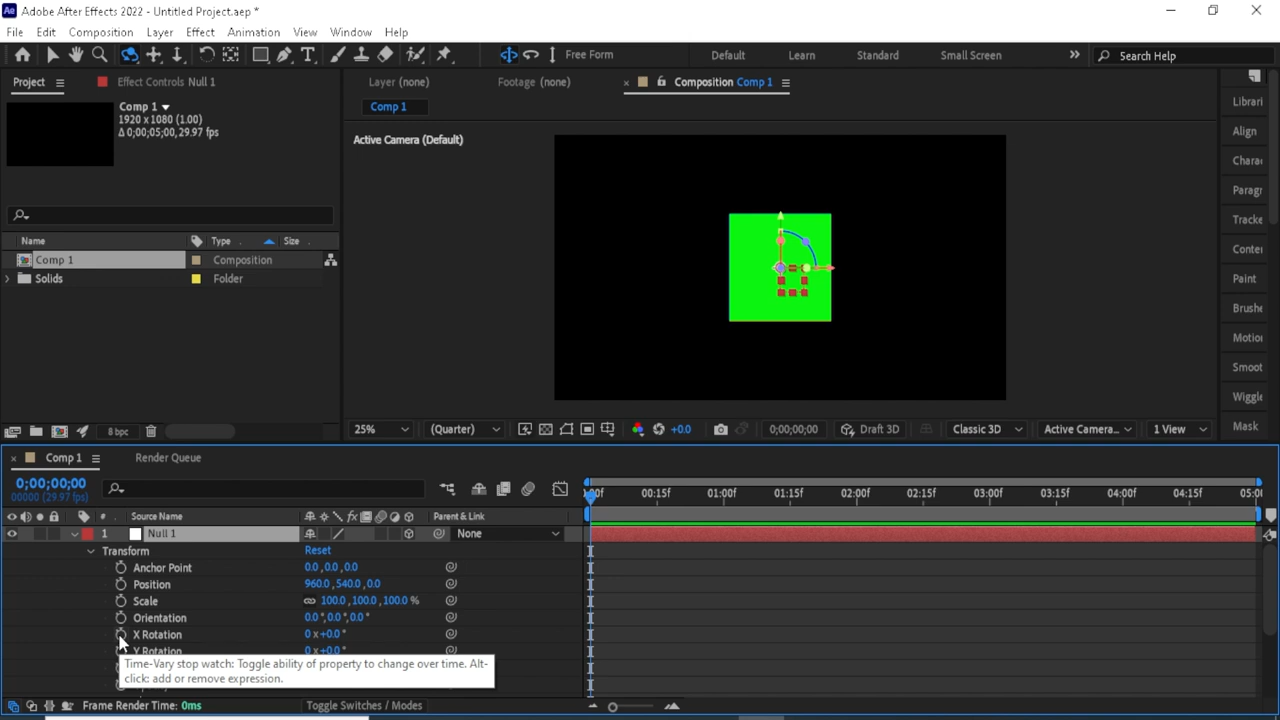 Ae Adobe After Effects 2022 - Untitled Project.aep *
File Edit Composition Layer Effect Animation View Window Help
Free Form Default Learn Standard Small Screen Search Help
Project Effect Controls Null 1 Layer (none) Footage (none) × Composition Comp 1
Comp 1
1920 x 1080 (1.00)
Δ 0;00;05;00, 29.97 fps
Comp 1
Active Camera (Default)
Name Type Size
Comp 1 Composition
Solids Folder
Librari
Align
Chara
Paragr
Tracke
Conter
Paint
Brushe
Motio
Smoot
Wiggle
Mask
8 bpc 25% (Quarter) +0.0 0;00;00;00 Draft 3D Classic 3D Active Camera... 1 View
× Comp 1 Render Queue
0;00;00;00
00000 (29.97 fps)
00f 00:15f 01:00f 01:15f 02:00f 02:15f 03:00f 03:15f 04:00f 04:15f 05:0
# Source Name Parent & Link
1 Null 1 None
Transform Reset
Anchor Point 0.0,0.0,0.0
Position 960.0,540.0,0.0
Scale 100.0,100.0,100.0 %
Orientation 0.0°,0.0°,0.0°
X Rotation 0 x+0.0°
Y Rotation 0 x+0.0°
Time-Vary stop watch: Toggle ability of property to change over time. Alt-
click: add or remove expression.
Frame Render Time: 0ms Toggle Switches / Modes